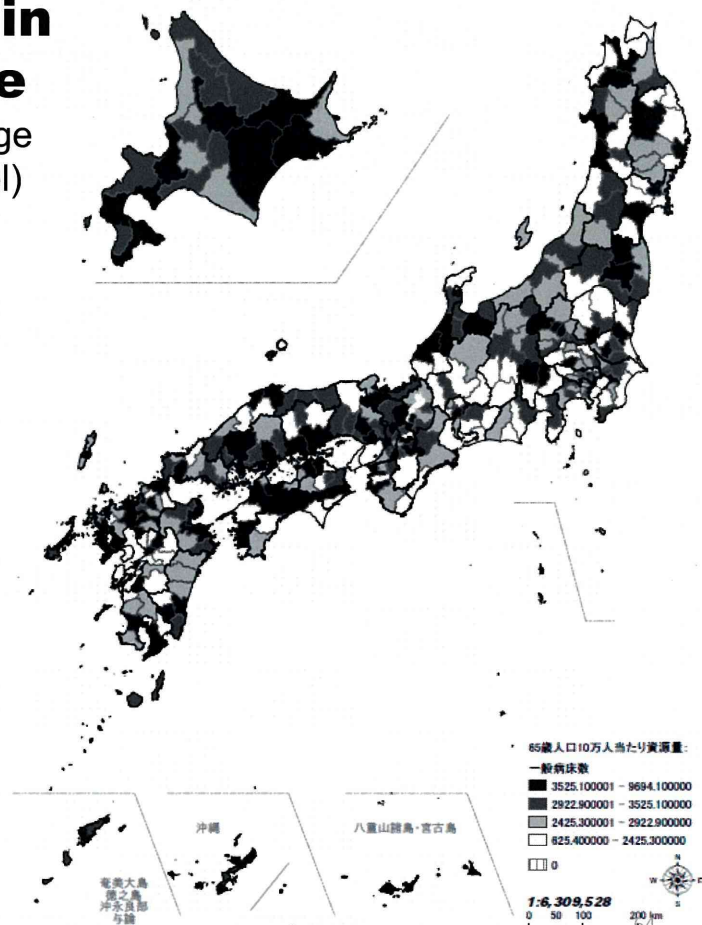 in
e
ge
l)
65歳人口10万人当たり資源量：
一般病床数
3525.100001 - 9694.100000
2922.900001 - 3525.100000
2425.300001 - 2922.900000
625.400000 - 2425.300000
0
沖縄
八重山諸島・宮古島
奄美大島
徳之島
沖永良部
与論
N
W E
S
1:6,309,528
0 50 100 200 km